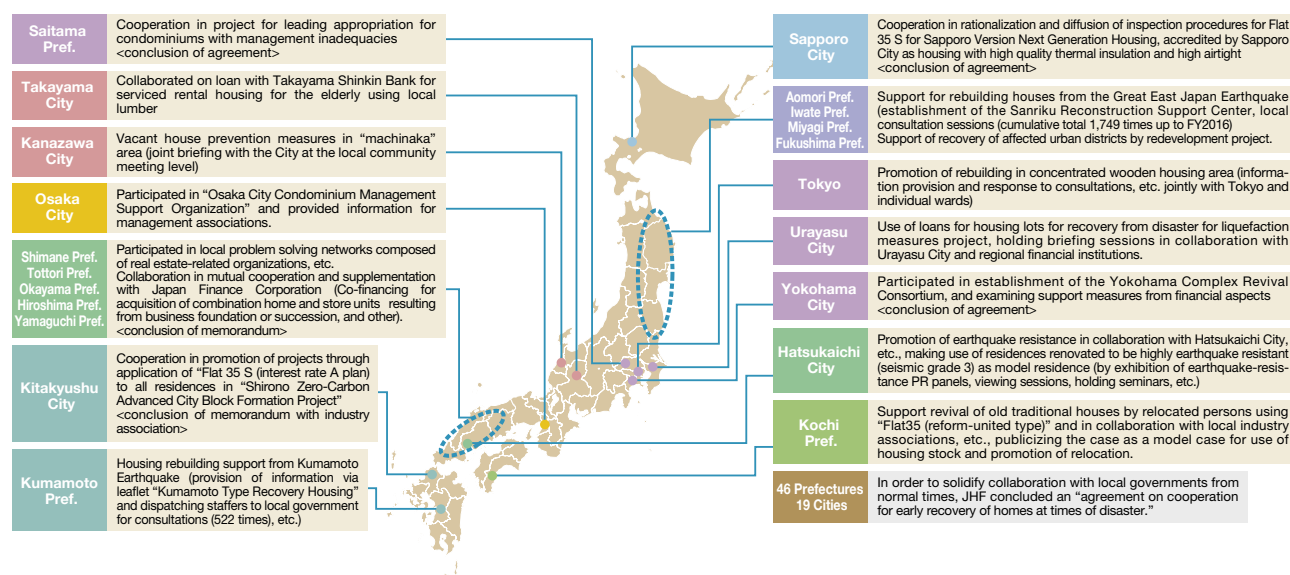 Saitama
Pref.
Cooperation in project for leading appropriation for
condominiums with management inadequacies
<conclusion of agreement>
Takayama
City
Collaborated on loan with Takayama Shinkin Bank for
serviced rental housing for the elderly using local
lumber
Kanazawa
City
Vacant house prevention measures in “machinaka”
area (joint briefing with the City at the local community
meeting level)
Osaka
City
Participated in “Osaka City Condominium Management
Support Organization” and provided information for
management associations.
Shimane Pref.
Tottori Pref.
Okayama Pref.
Hiroshima Pref.
Yamaguchi Pref.
Participated in local problem solving networks composed
of real estate-related organizations, etc.
Collaboration in mutual cooperation and supplementation
with Japan Finance Corporation (Co-financing for
acquisition of combination home and store units resulting
from business foundation or succession, and other).
<conclusion of memorandum>
Kitakyushu
City
Cooperation in promotion of projects through
application of “Flat 35 S (interest rate A plan)
to all residences in “Shirono Zero-Carbon
Advanced City Block Formation Project”
<conclusion of memorandum with industry
association>
Kumamoto
Pref.
Housing rebuilding support from Kumamoto
Earthquake (provision of information via
leaflet “Kumamoto Type Recovery Housing”
and dispatching staffers to local government
for consultations (522 times), etc.)
Sapporo
City
Cooperation in rationalization and diffusion of inspection procedures for Flat
35 S for Sapporo Version Next Generation Housing, accredited by Sapporo
City as housing with high quality thermal insulation and high airtight
<conclusion of agreement>
Aomori Pref.
Iwate Pref.
Miyagi Pref.
Fukushima Pref.
Support for rebuilding houses from the Great East Japan Earthquake
(establishment of the Sanriku Reconstruction Support Center, local
consultation sessions (cumulative total 1,749 times up to FY2016)
Support of recovery of affected urban districts by redevelopment project.
Tokyo
Promotion of rebuilding in concentrated wooden housing area (informa-
tion provision and response to consultations, etc. jointly with Tokyo and
individual wards)
Urayasu
City
Use of loans for housing lots for recovery from disaster for liquefaction
measures project, holding briefing sessions in collaboration with
Urayasu City and regional financial institutions.
Yokohama
City
Participated in establishment of the Yokohama Complex Revival
Consortium, and examining support measures from financial aspects
<conclusion of agreement>
Hatsukaichi
City
Promotion of earthquake resistance in collaboration with Hatsukaichi City,
etc., making use of residences renovated to be highly earthquake resistant
(seismic grade 3) as model residence (by exhibition of earthquake-resis-
tance PR panels, viewing sessions, holding seminars, etc.)
Kochi
Pref.
Support revival of old traditional houses by relocated persons using
“Flat35 (reform-united type)” and in collaboration with local industry
associations, etc., publicizing the case as a model case for use of
housing stock and promotion of relocation.
46 Prefectures
19 Cities
In order to solidify collaboration with local governments from
normal times, JHF concluded an “agreement on cooperation
for early recovery of homes at times of disaster.”